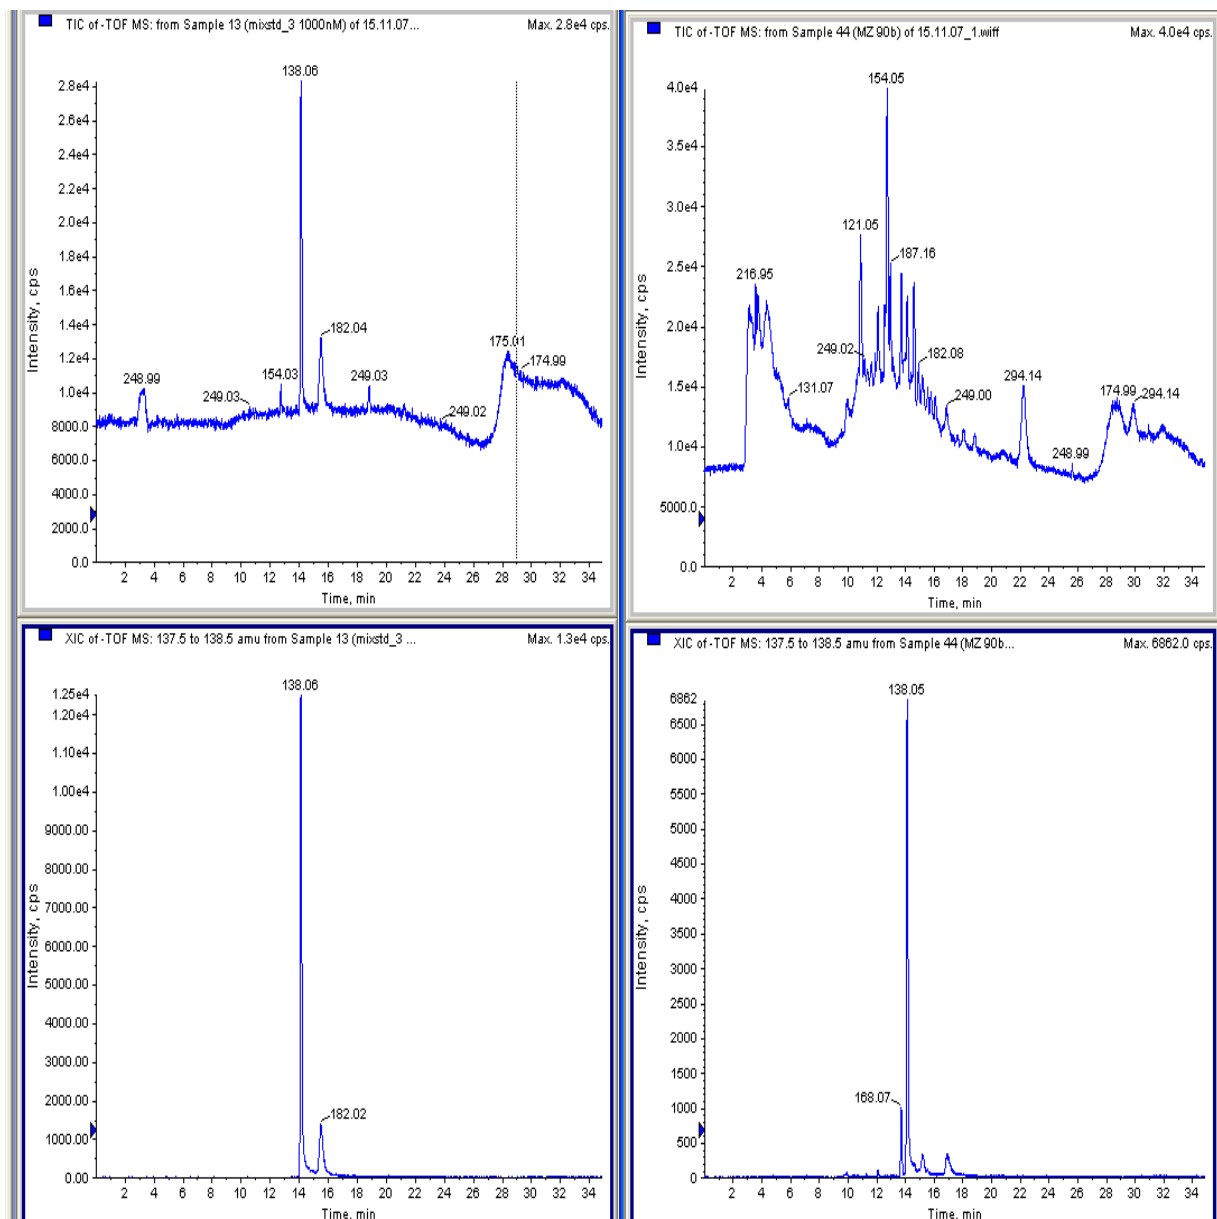 TIC of -TOF MS: from Sample 13 (mixstd_3 1000nM) of 15.11.07...
Max. 2.8e4 cps.
138.06
2.8e4
2.6e4
2.4e4
2.2e4
2.0e4
1.8e4
1.6e4
1.4e4
1.2e4
1.0e4
8000.0
6000.0
4000.0
2000.0
0.0
Intensity, cps
182.04
175.01
174.99
154.03
249.03
248.99
249.03
249.02
2 4 6 8 10 12 14 16 18 20 22 24 26 28 30 32 34
Time, min
TIC of -TOF MS: from Sample 44 (MZ 90b) of 15.11.07_1.wiff
Max. 4.0e4 cps.
154.05
4.0e4
3.5e4
3.0e4
2.5e4
2.0e4
1.5e4
1.0e4
5000.0
0.0
Intensity, cps
121.05
187.16
216.95
249.02
182.08
131.07
249.00
294.14
174.99
294.14
248.99
2 4 6 8 10 12 14 16 18 20 22 24 26 28 30 32 34
Time, min
XIC of -TOF MS: 137.5 to 138.5 amu from Sample 13 (mixstd_3 ...
Max. 1.3e4 cps.
138.06
1.25e4
1.20e4
1.10e4
1.00e4
9000.00
8000.00
7000.00
6000.00
5000.00
4000.00
3000.00
2000.00
1000.00
0.00
Intensity, cps
182.02
2 4 6 8 10 12 14 16 18 20 22 24 26 28 30 32 34
Time, min
XIC of -TOF MS: 137.5 to 138.5 amu from Sample 44 (MZ 90b...
Max. 6862.0 cps.
138.05
6862
6500
6000
5500
5000
4500
4000
3500
3000
2500
2000
1500
1000
500
0
Intensity, cps
168.07
2 4 6 8 10 12 14 16 18 20 22 24 26 28 30 32 34
Time, min